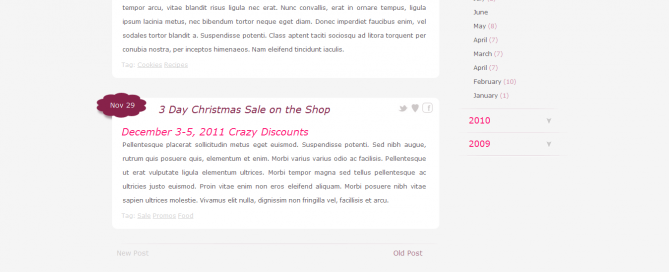 tempor arcu, vitae blandit risus ligula nec erat. Nunc convallis, erat in ornare tempus, ligula
ipsum lacinia metus, nec bibendum tortor neque eget diam. Donec imperdiet faucibus enim, vel
sodales tortor blandit a. Suspendisse potenti. Class aptent taciti sociosqu ad litora torquent per
conubia nostra, per inceptos himenaeos. Nam eleifend tincidunt iaculis.
Tag: Cookies Recipes
Nov 29
3 Day Christmas Sale on the Shop
f
December 3-5, 2011 Crazy Discounts
Pellentesque placerat sollicitudin metus eget euismod. Suspendisse potenti. Sed nibh augue,
rutrum quis posuere quis, elementum et enim. Morbi varius varius odio ac facilisis. Pellentesque
ut erat vulputate ligula elementum ultrices. Morbi tempor magna sed tellus pellentesque ac
ultricies justo euismod. Proin vitae enim non eros eleifend aliquam. Morbi posuere nibh vitae
sapien ultrices molestie. Vivamus elit nulla, dignissim non fringilla vel, facilisis et arcu.
Tag: Sale Promos Food
New Post
Old Post
June
May (8)
April (7)
March (7)
April (7)
February (10)
January (1)
2010
2009